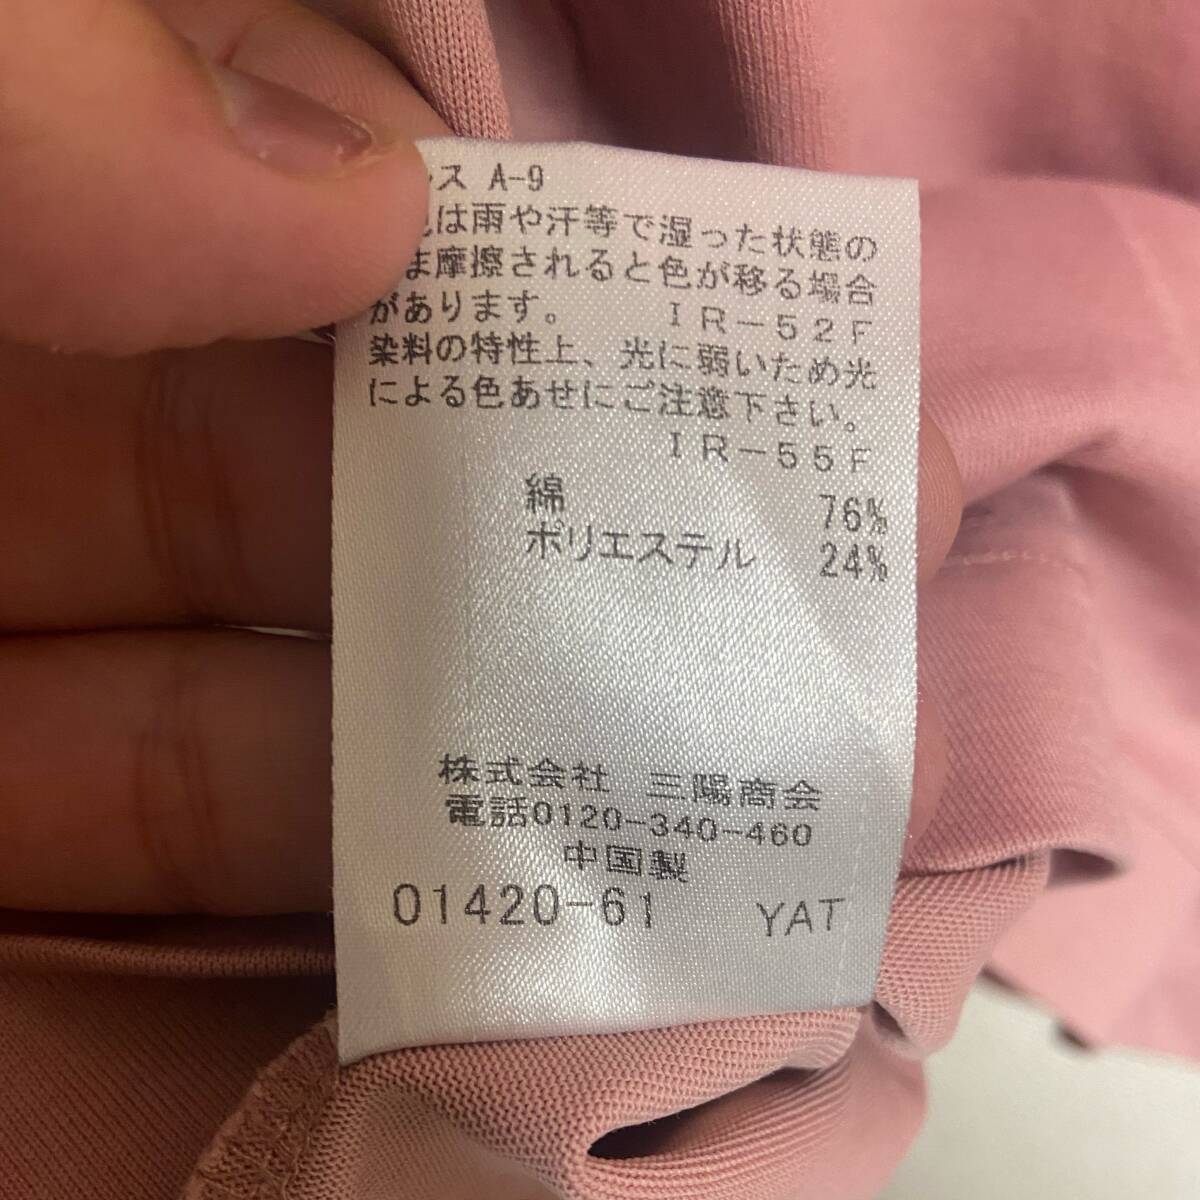 ス A-9
は雨や汗等で湿った状態の
ま摩擦されると色が移る場合
があります。 IR-52F
染料の特性上、光に弱いため光
による色あせにご注意下さい。
IR-55F
綿 76%
ポリエステル 24%
株式会社 三陽商会
電話0120-340-460
中国製
01420-61 YAT